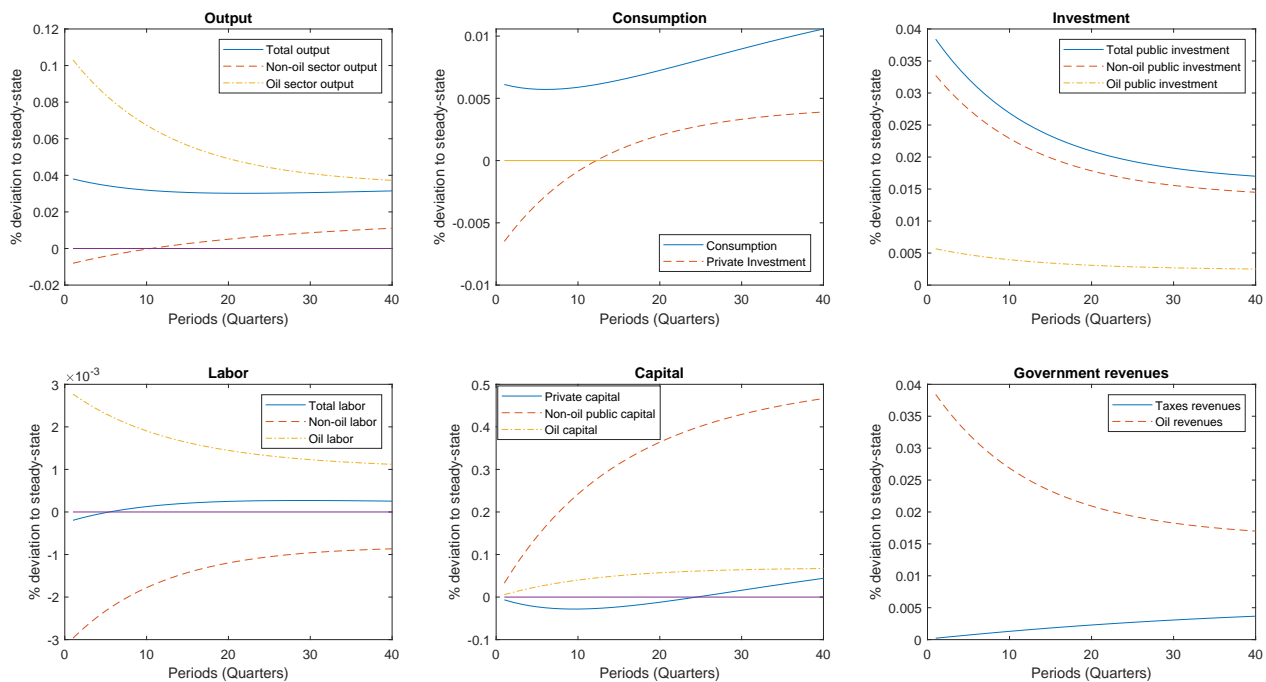 Output
% deviation to steady-state
0.12
0.1
0.08
0.06
0.04
0.02
0
-0.02
Total output
Non-oil sector output
Oil sector output
0 10 20 30 40
Periods (Quarters)
Consumption
% deviation to steady-state
0.01
0.005
0
-0.005
-0.01
Consumption
Private Investment
0 10 20 30 40
Periods (Quarters)
Investment
% deviation to steady-state
0.04
0.035
0.03
0.025
0.02
0.015
0.01
0.005
0
Total public investment
Non-oil public investment
Oil public investment
0 10 20 30 40
Periods (Quarters)
Labor
×10⁻³
% deviation to steady-state
3
2
1
0
-1
-2
-3
Total labor
Non-oil labor
Oil labor
0 10 20 30 40
Periods (Quarters)
Capital
% deviation to steady-state
0.5
0.4
0.3
0.2
0.1
0
-0.1
Private capital
Non-oil public capital
Oil capital
0 10 20 30 40
Periods (Quarters)
Government revenues
% deviation to steady-state
0.04
0.035
0.03
0.025
0.02
0.015
0.01
0.005
0
Taxes revenues
Oil revenues
0 10 20 30 40
Periods (Quarters)